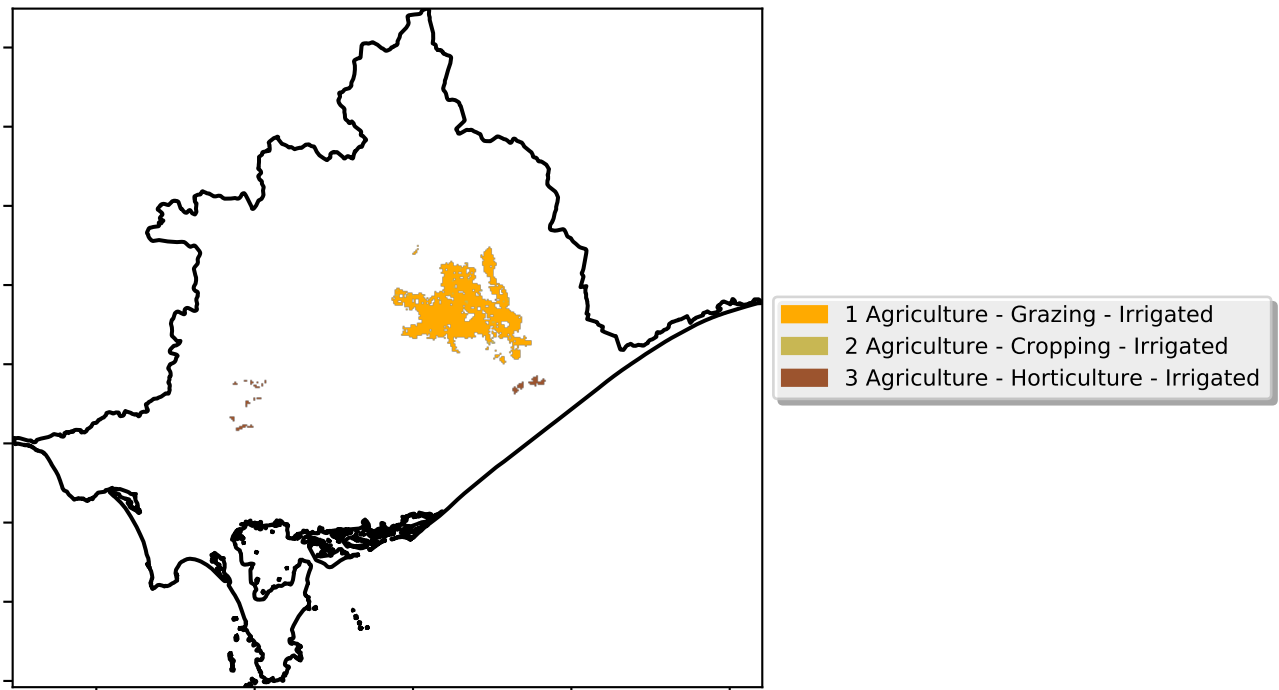 1 Agriculture - Grazing - Irrigated
2 Agriculture - Cropping - Irrigated
3 Agriculture - Horticulture - Irrigated